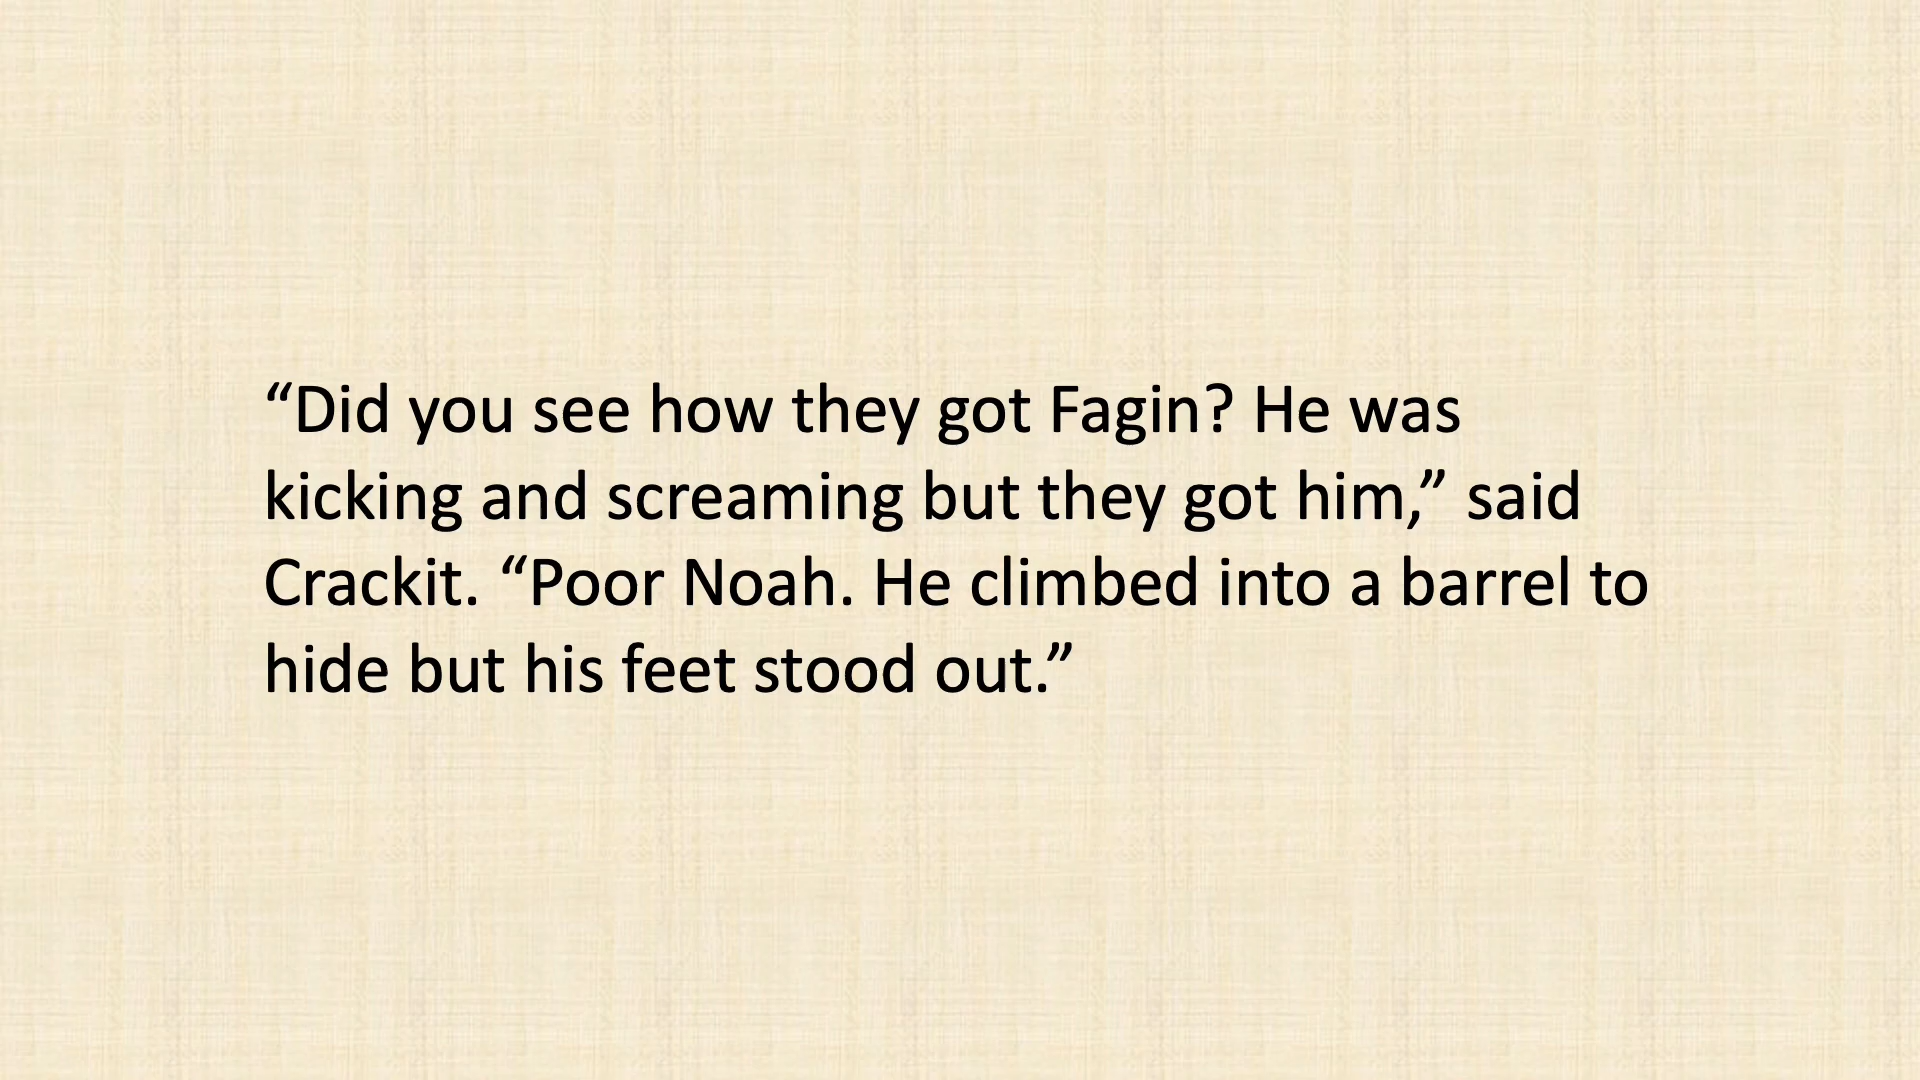 “Did you see how they got Fagin? He was
kicking and screaming but they got him,” said
Crackit. “Poor Noah. He climbed into a barrel to
hide but his feet stood out.”